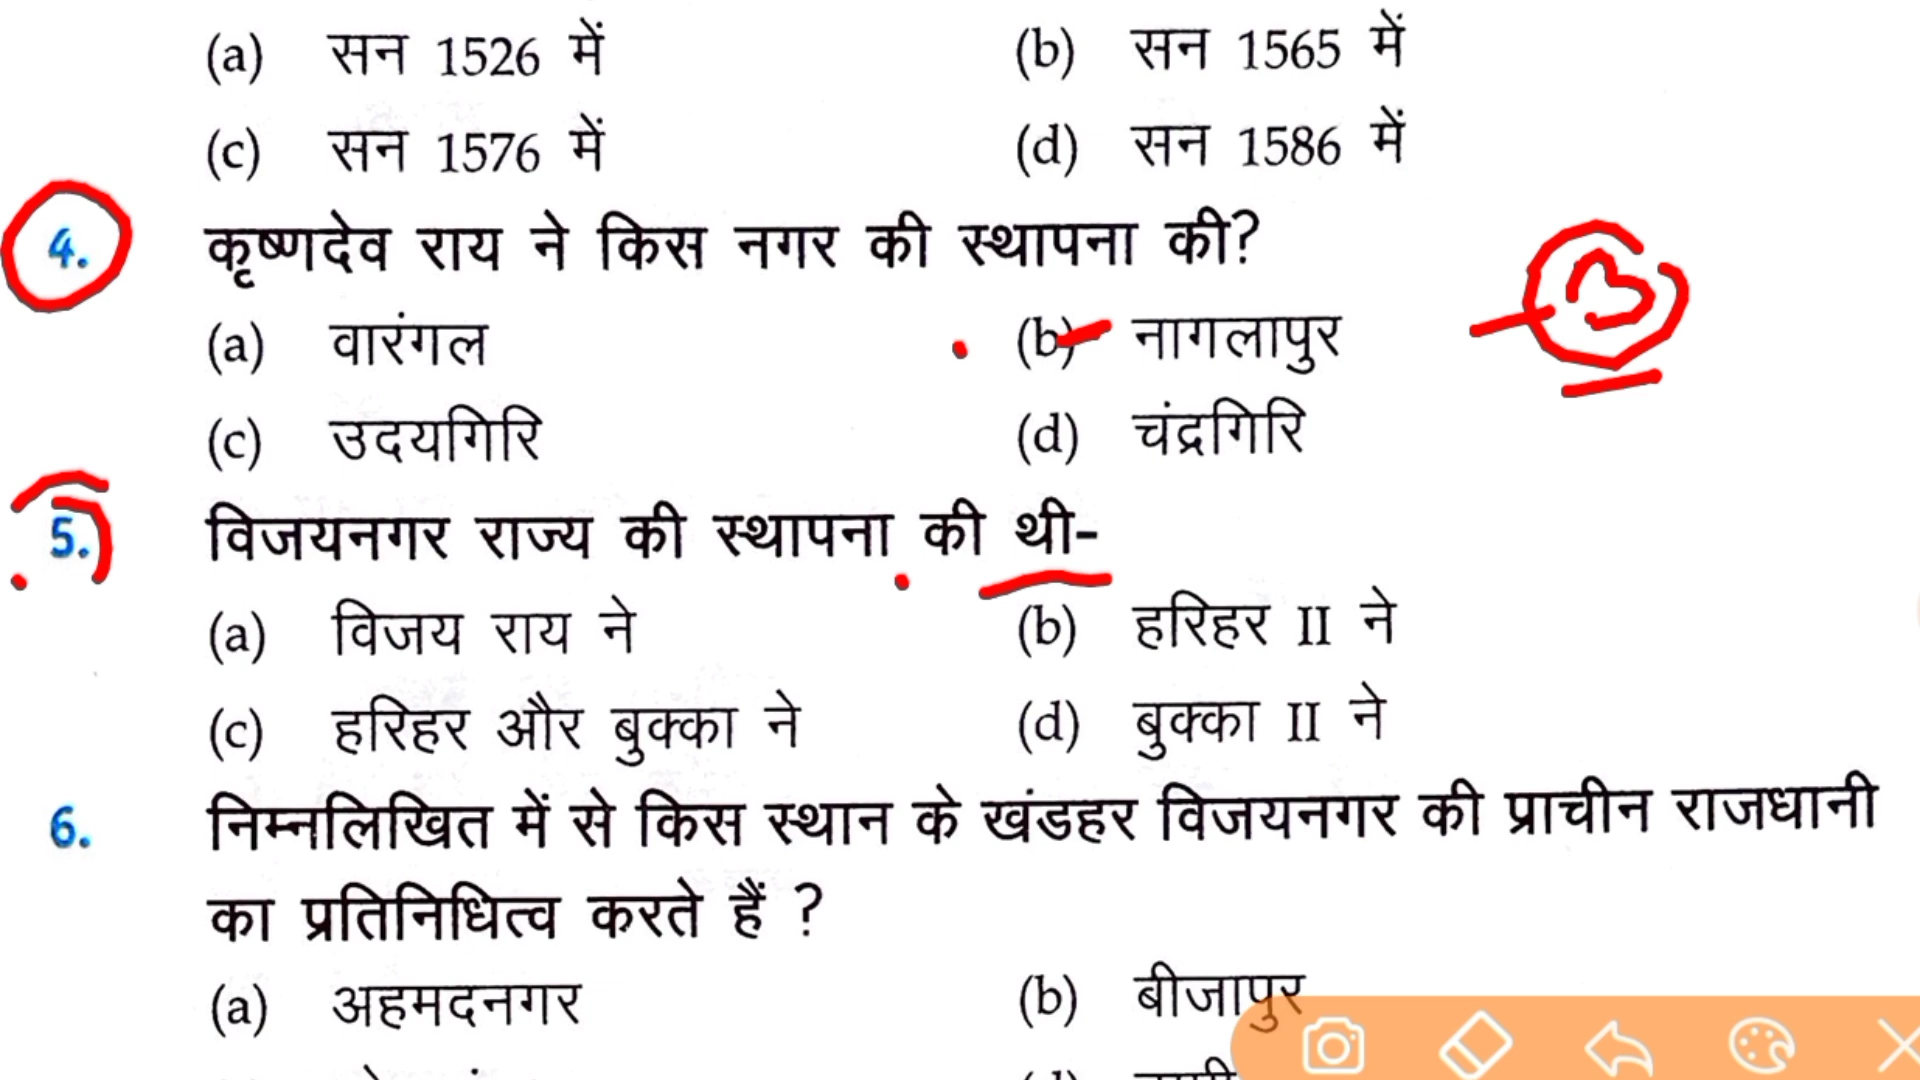 (a) सन 1526 में (b) सन 1565 में
(c) सन 1576 में (d) सन 1586 में
4. कृष्णदेव राय ने किस नगर की स्थापना की?
(a) वारंगल (b) नागलापुर
(c) उदयगिरि (d) चंद्रगिरि
5. विजयनगर राज्य की स्थापना की थी-
(a) विजय राय ने (b) हरिहर II ने
(c) हरिहर और बुक्का ने (d) बुक्का II ने
6. निम्नलिखित में से किस स्थान के खंडहर विजयनगर की प्राचीन राजधानी
का प्रतिनिधित्व करते हैं ?
(a) अहमदनगर (b) बीजापुर